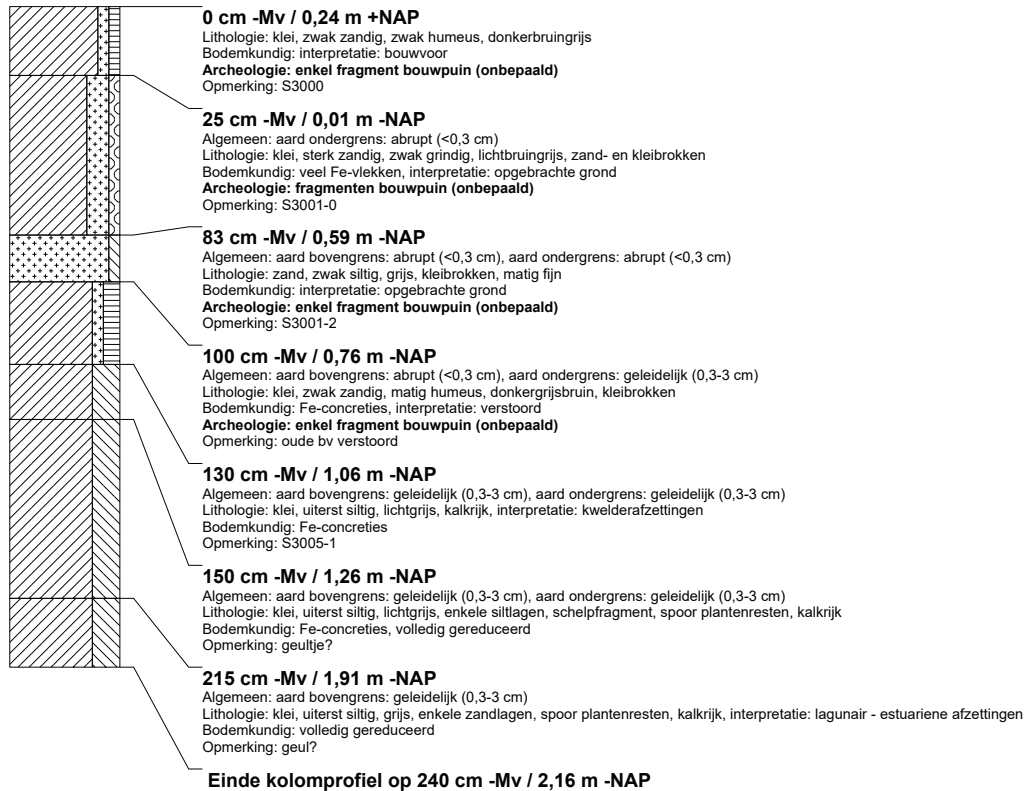 0 cm -Mv / 0,24 m +NAP
Lithologie: klei, zwak zandig, zwak humeus, donkerbruingrijs
Bodemkundig: interpretatie: bouwvoor
Archeologie: enkel fragment bouwpuin (onbepaald)
Opmerking: S3000
25 cm -Mv / 0,01 m -NAP
Algemeen: aard ondergrens: abrupt (<0,3 cm)
Lithologie: klei, sterk zandig, zwak grindig, lichtbruingrijs, zand- en kleibrokken
Bodemkundig: veel Fe-vlekken, interpretatie: opgebrachte grond
Archeologie: fragmenten bouwpuin (onbepaald)
Opmerking: S3001-0
83 cm -Mv / 0,59 m -NAP
Algemeen: aard bovengrens: abrupt (<0,3 cm), aard ondergrens: abrupt (<0,3 cm)
Lithologie: zand, zwak siltig, grijs, kleibrokken, matig fijn
Bodemkundig: interpretatie: opgebrachte grond
Archeologie: enkel fragment bouwpuin (onbepaald)
Opmerking: S3001-2
100 cm -Mv / 0,76 m -NAP
Algemeen: aard bovengrens: abrupt (<0,3 cm), aard ondergrens: geleidelijk (0,3-3 cm)
Lithologie: klei, zwak zandig, matig humeus, donkergrijsbruin, kleibrokken
Bodemkundig: Fe-concreties, interpretatie: verstoord
Archeologie: enkel fragment bouwpuin (onbepaald)
Opmerking: oude bv verstoord
130 cm -Mv / 1,06 m -NAP
Algemeen: aard bovengrens: geleidelijk (0,3-3 cm), aard ondergrens: geleidelijk (0,3-3 cm)
Lithologie: klei, uiterst siltig, lichtgrijs, kalkrijk, interpretatie: kwelderafzettingen
Bodemkundig: Fe-concreties
Opmerking: S3005-1
150 cm -Mv / 1,26 m -NAP
Algemeen: aard bovengrens: geleidelijk (0,3-3 cm), aard ondergrens: geleidelijk (0,3-3 cm)
Lithologie: klei, uiterst siltig, lichtgrijs, enkele siltlagen, schelpfragment, spoor plantenresten, kalkrijk
Bodemkundig: Fe-concreties, volledig gereduceerd
Opmerking: geultje?
215 cm -Mv / 1,91 m -NAP
Algemeen: aard bovengrens: geleidelijk (0,3-3 cm)
Lithologie: klei, uiterst siltig, grijs, enkele zandlagen, spoor plantenresten, kalkrijk, interpretatie: lagunair - estuariene afzettingen
Bodemkundig: volledig gereduceerd
Opmerking: geul?
Einde kolomprofiel op 240 cm -Mv / 2,16 m -NAP